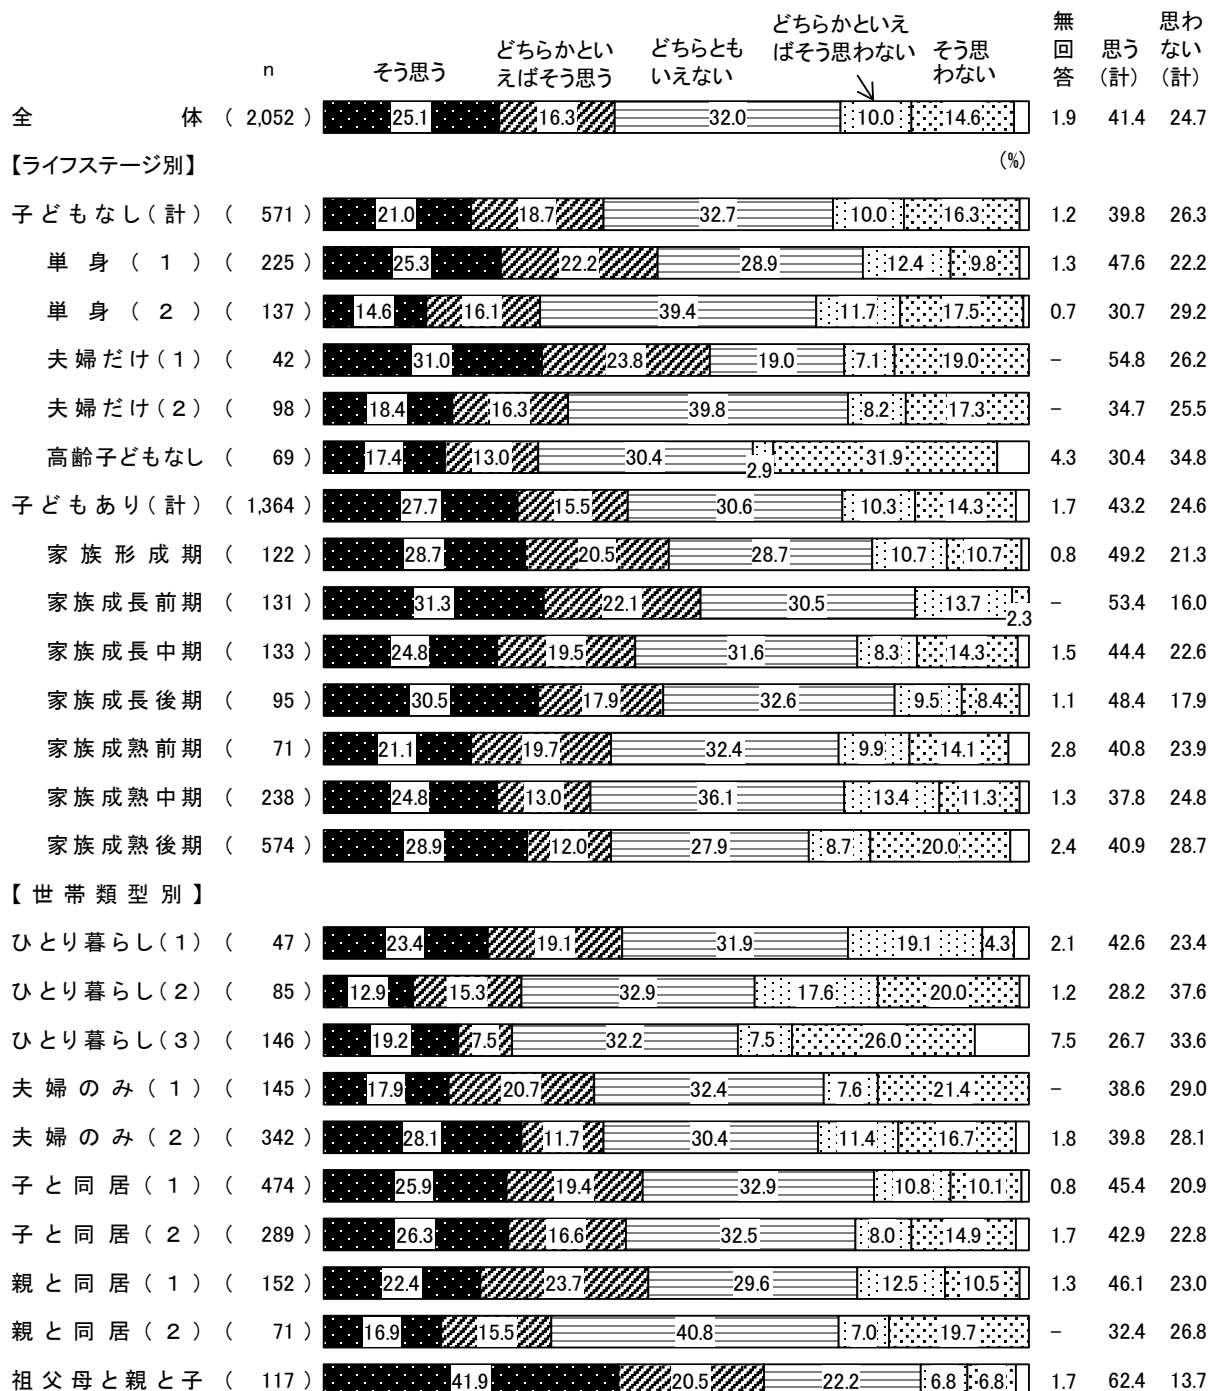 n そう思う どちらかといえばそう思う どちらともいえない どちらかといえばそう思わない そう思わない 無回答 思う(計) 思わない(計)
全体 ( 2,052 ) 25.1 16.3 32.0 10.0 14.6 1.9 41.4 24.7
【ライフステージ別】 (%)
子どもなし(計) ( 571 ) 21.0 18.7 32.7 10.0 16.3 1.2 39.8 26.3
単身(1) ( 225 ) 25.3 22.2 28.9 12.4 9.8 1.3 47.6 22.2
単身(2) ( 137 ) 14.6 16.1 39.4 11.7 17.5 0.7 30.7 29.2
夫婦だけ(1) ( 42 ) 31.0 23.8 19.0 7.1 19.0 – 54.8 26.2
夫婦だけ(2) ( 98 ) 18.4 16.3 39.8 8.2 17.3 – 34.7 25.5
高齢子どもなし ( 69 ) 17.4 13.0 30.4 2.9 31.9 4.3 30.4 34.8
子どもあり(計) ( 1,364 ) 27.7 15.5 30.6 10.3 14.3 1.7 43.2 24.6
家族形成期 ( 122 ) 28.7 20.5 28.7 10.7 10.7 0.8 49.2 21.3
家族成長前期 ( 131 ) 31.3 22.1 30.5 13.7 2.3 – 53.4 16.0
家族成長中期 ( 133 ) 24.8 19.5 31.6 8.3 14.3 1.5 44.4 22.6
家族成長後期 ( 95 ) 30.5 17.9 32.6 9.5 8.4 1.1 48.4 17.9
家族成熟前期 ( 71 ) 21.1 19.7 32.4 9.9 14.1 2.8 40.8 23.9
家族成熟中期 ( 238 ) 24.8 13.0 36.1 13.4 11.3 1.3 37.8 24.8
家族成熟後期 ( 574 ) 28.9 12.0 27.9 8.7 20.0 2.4 40.9 28.7
【世帯類型別】
ひとり暮らし(1) ( 47 ) 23.4 19.1 31.9 19.1 4.3 2.1 42.6 23.4
ひとり暮らし(2) ( 85 ) 12.9 15.3 32.9 17.6 20.0 1.2 28.2 37.6
ひとり暮らし(3) ( 146 ) 19.2 7.5 32.2 7.5 26.0 7.5 26.7 33.6
夫婦のみ(1) ( 145 ) 17.9 20.7 32.4 7.6 21.4 – 38.6 29.0
夫婦のみ(2) ( 342 ) 28.1 11.7 30.4 11.4 16.7 1.8 39.8 28.1
子と同居(1) ( 474 ) 25.9 19.4 32.9 10.8 10.1 0.8 45.4 20.9
子と同居(2) ( 289 ) 26.3 16.6 32.5 8.0 14.9 1.7 42.9 22.8
親と同居(1) ( 152 ) 22.4 23.7 29.6 12.5 10.5 1.3 46.1 23.0
親と同居(2) ( 71 ) 16.9 15.5 40.8 7.0 19.7 – 32.4 26.8
祖父母と親と子 ( 117 ) 41.9 20.5 22.2 6.8 6.8 1.7 62.4 13.7